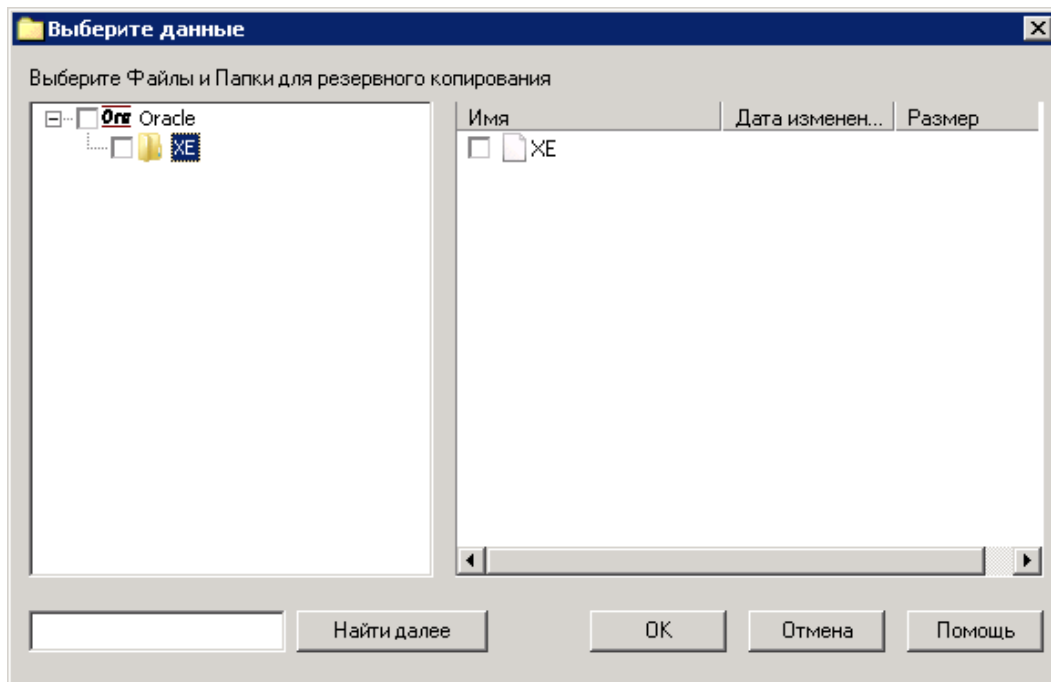 Выберите данные
Выберите Файлы и Папки для резервного копирования
Ora Oracle
XE
Имя Дата изменен... Размер
XE
Найти далее OK Отмена Помощь